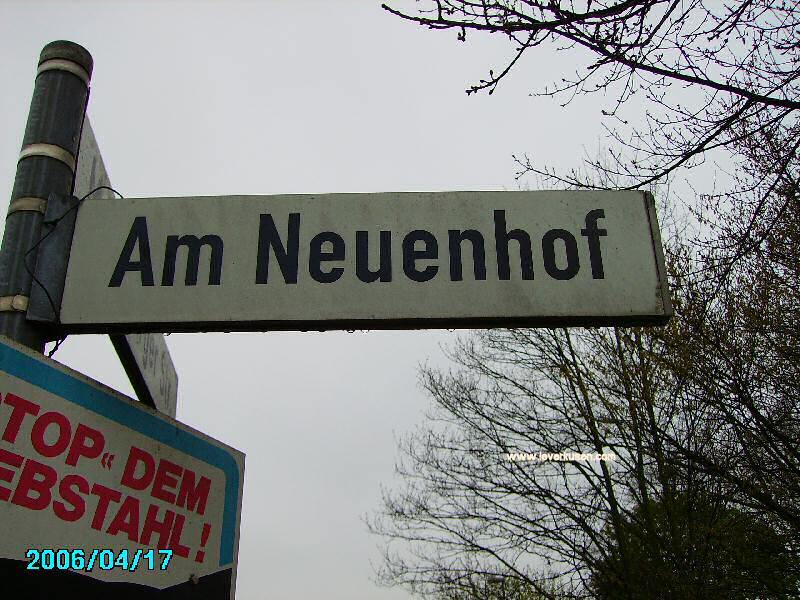 Am Neuenhof
www.leverkusen.com
TOP« DEM
EBSTAHL!
2006/04/17